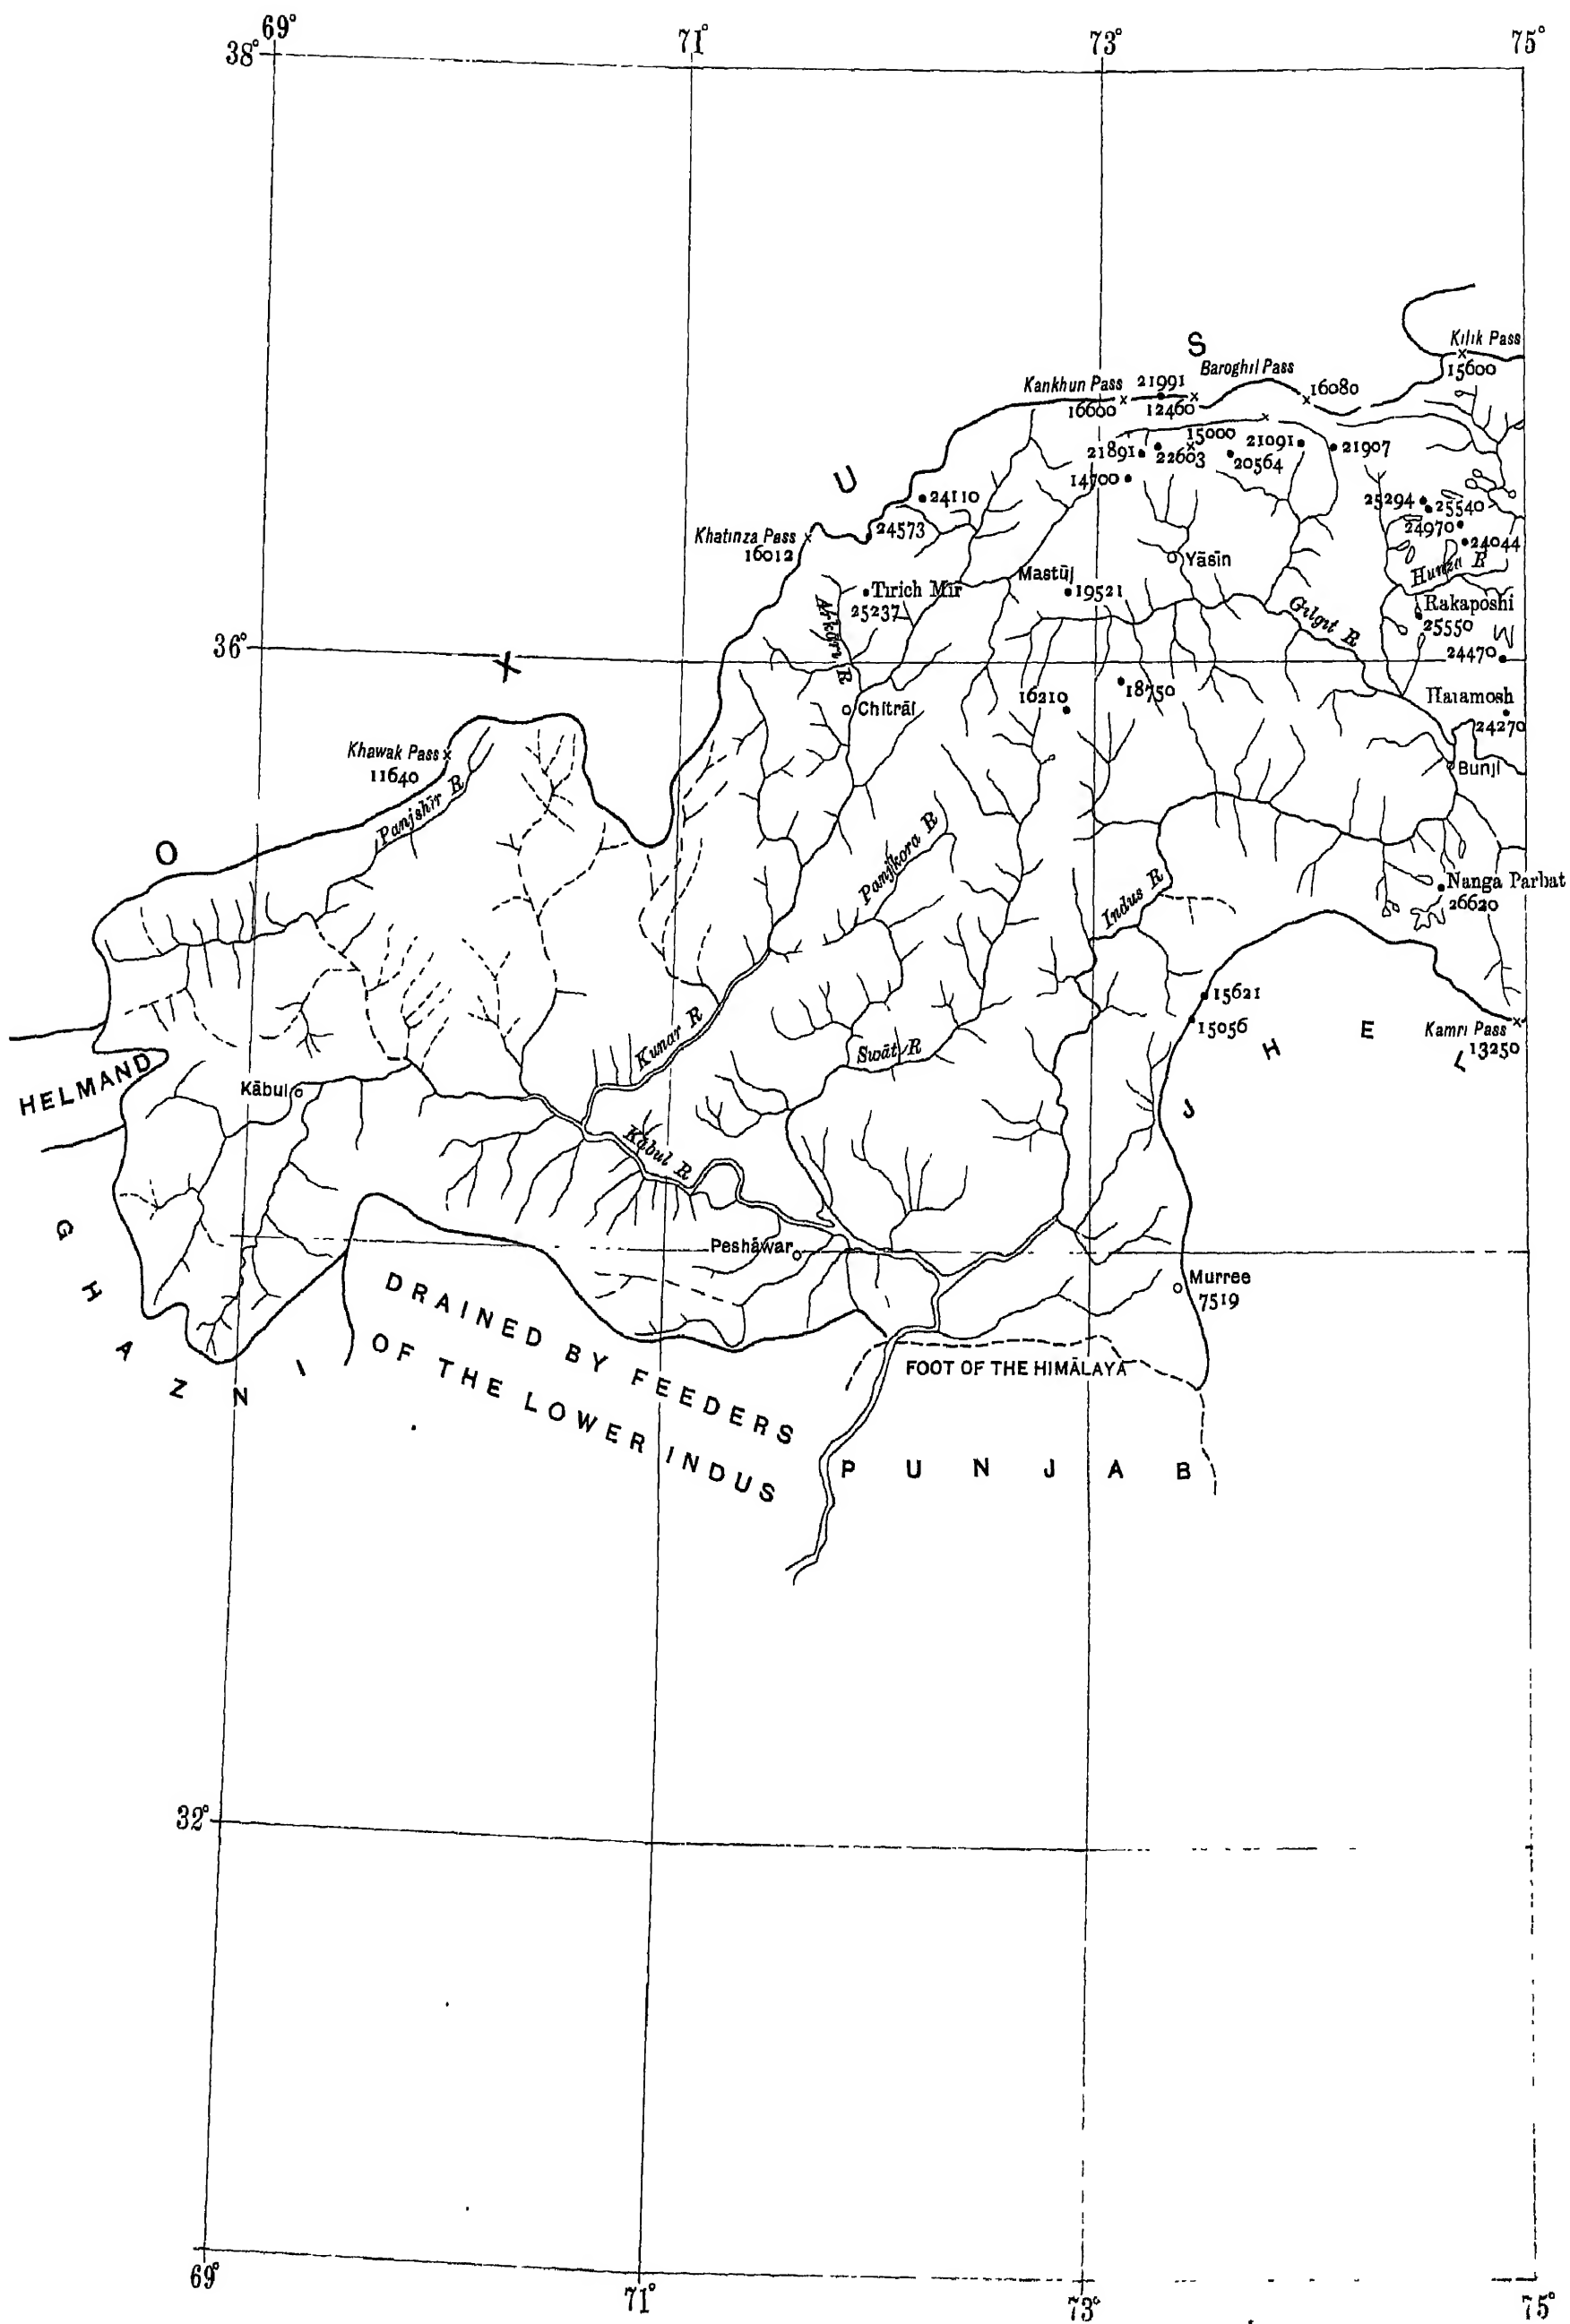 69° 71° 73° 75°
38°
S
Kilik Pass
15600
Kankhun Pass 21991 Baroghil Pass
16600 12460 16080
15000
21891 22603 21091 21907
20564
14700
U
24110
24573
Khatinza Pass
16012
25294 25540
24970
24044
Hunza R
Yāsīn
Mastūj
19521
Tirich Mir
25237
Gilgit R
Rakaposhi
25550
24470
36°
X
16210 18750
Chitrāl
Haramosh
24270
Bunji
Khawak Pass
11640
Panjshir R
O
Panjkora R
Indus R
Nanga Parbat
26620
15621
15056
Kamri Pass
13250
J H E L
Kunar R
Swāt R
HELMAND
Kābul
Kabul R
Peshāwar
Murree
7519
GHAZNI
DRAINED BY FEEDERS
OF THE LOWER INDUS
FOOT OF THE HIMĀLAYA
PUNJAB
32°
69° 71° 73° 75°